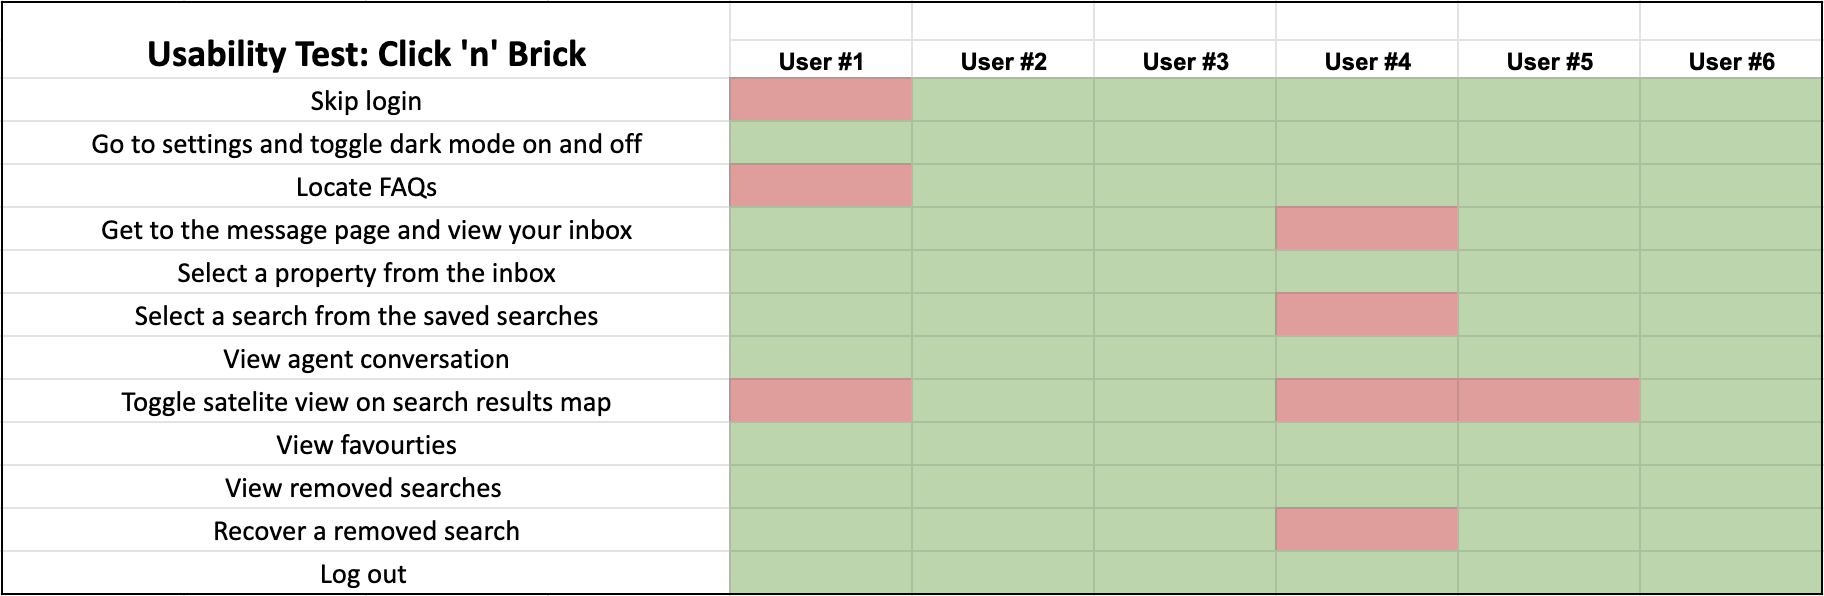 Usability Test: Click 'n' Brick
User #1 User #2 User #3 User #4 User #5 User #6
Skip login
Go to settings and toggle dark mode on and off
Locate FAQs
Get to the message page and view your inbox
Select a property from the inbox
Select a search from the saved searches
View agent conversation
Toggle satelite view on search results map
View favourties
View removed searches
Recover a removed search
Log out